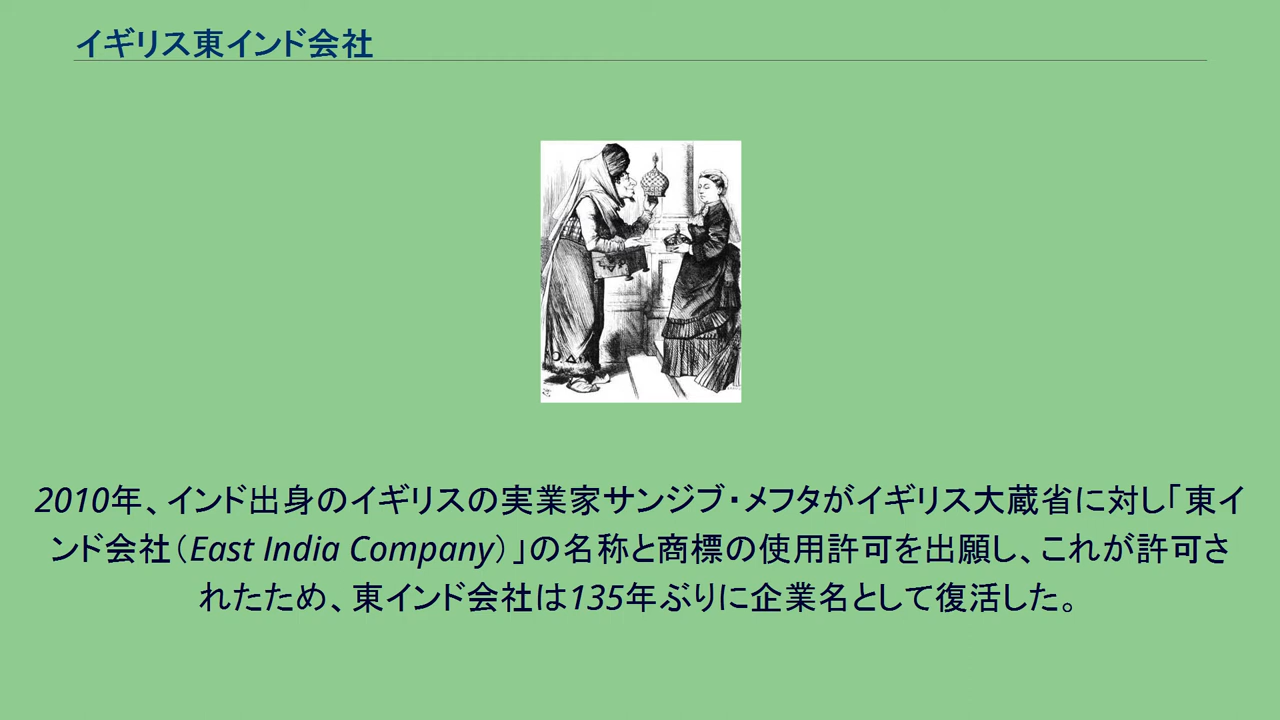 イギリス東インド会社
2010年、インド出身のイギリスの実業家サンジブ・メフタがイギリス大蔵省に対し「東イ
ンド会社（East India Company）」の名称と商標の使用許可を出願し、これが許可さ
れたため、東インド会社は135年ぶりに企業名として復活した。